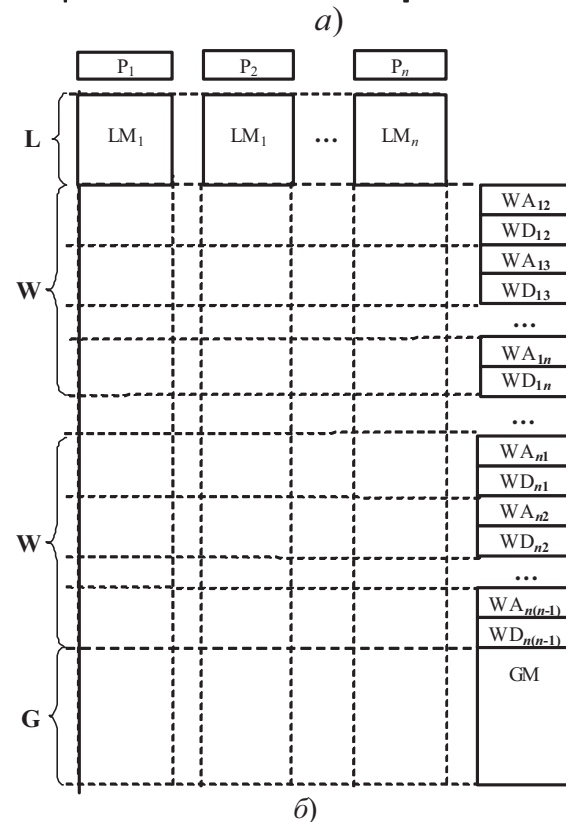 а)
P1 P2 Pn
L LM1 LM1 ... LMn
WA12
WD12
WA13
W WD13
...
WA1n
WD1n
...
WAn1
WDn1
WAn2
W WDn2
...
WAn(n-1)
WDn(n-1)
GM
G
б)